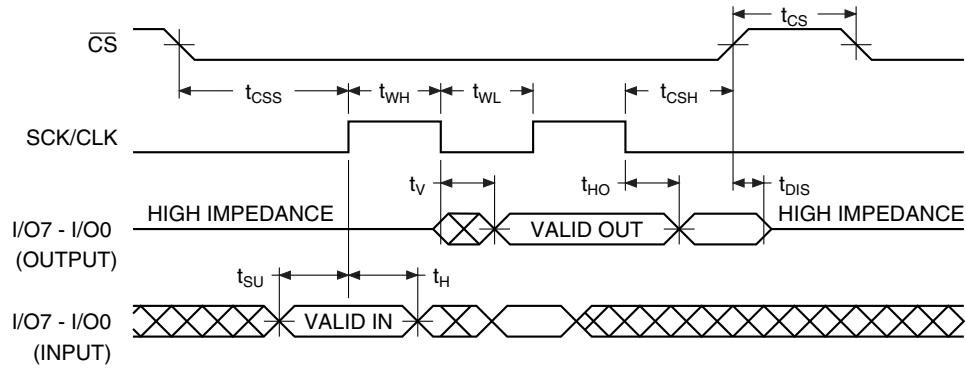 tCS
CS
tCSS
tWH
tWL
tCSH
SCK/CLK
tV
tHO
tDIS
HIGH IMPEDANCE
HIGH IMPEDANCE
I/O7 - I/O0
VALID OUT
(OUTPUT)
tSU
tH
I/O7 - I/O0
VALID IN
(INPUT)